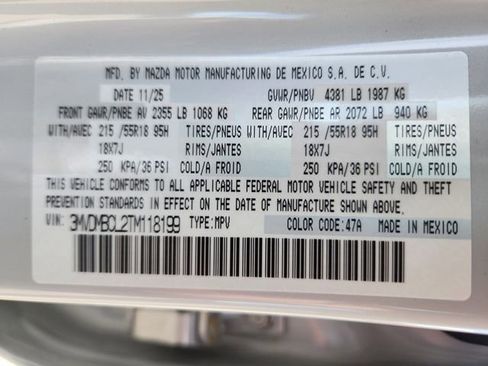 MFD. BY MAZDA MOTOR MANUFACTURING DE MEXICO S.A. DE C.V.
DATE 11/25 GVWR/PNBV 4381 LB 1987 KG
FRONT GAWR/PNBE AV 2355 LB 1068 KG REAR GAWR/PNBE AR 2072 LB 940 KG
WITH/AVEC 215 /55R18 95H TIRES/PNEUS WITH/AVEC 215 /55R18 95H TIRES/PNEUS
18X7J RIMS/JANTES 18X7J RIMS/JANTES
250 KPA/36 PSI COLD/A FROID 250 KPA/36 PSI COLD/A FROID
THIS VEHICLE CONFORMS TO ALL APPLICABLE FEDERAL MOTOR VEHICLE SAFETY AND THEFT
PREVENTION STANDARDS IN EFFECT ON THE DATE OF MANUFACTURE SHOWN ABOVE.
VIN: 3MVDMBCL2TM118199 TYPE: MPV COLOR CODE: 47A MADE IN MEXICO